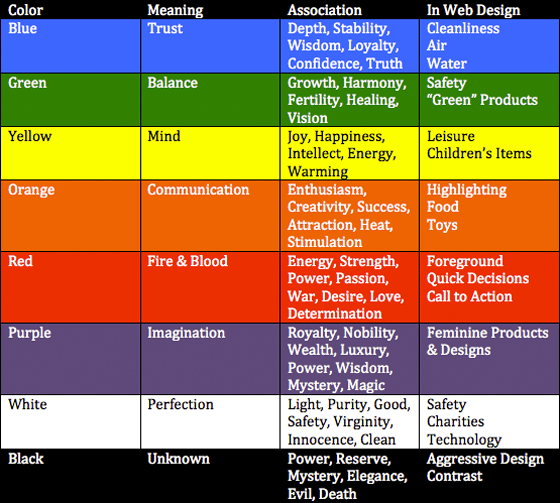 Color Meaning Association In Web Design
Blue Trust Depth, Stability, Cleanliness
Wisdom, Loyalty, Air
Confidence, Truth Water
Green Balance Growth, Harmony, Safety
Fertility, Healing, “Green” Products
Vision
Yellow Mind Joy, Happiness, Leisure
Intellect, Energy, Children’s Items
Warming
Orange Communication Enthusiasm, Highlighting
Creativity, Success, Food
Attraction, Heat, Toys
Stimulation
Red Fire & Blood Energy, Strength, Foreground
Power, Passion, Quick Decisions
War, Desire, Love, Call to Action
Determination
Purple Imagination Royalty, Nobility, Feminine Products
Wealth, Luxury, & Designs
Power, Wisdom,
Mystery, Magic
White Perfection Light, Purity, Good, Safety
Safety, Virginity, Charities
Innocence, Clean Technology
Black Unknown Power, Reserve, Aggressive Design
Mystery, Elegance, Contrast
Evil, Death